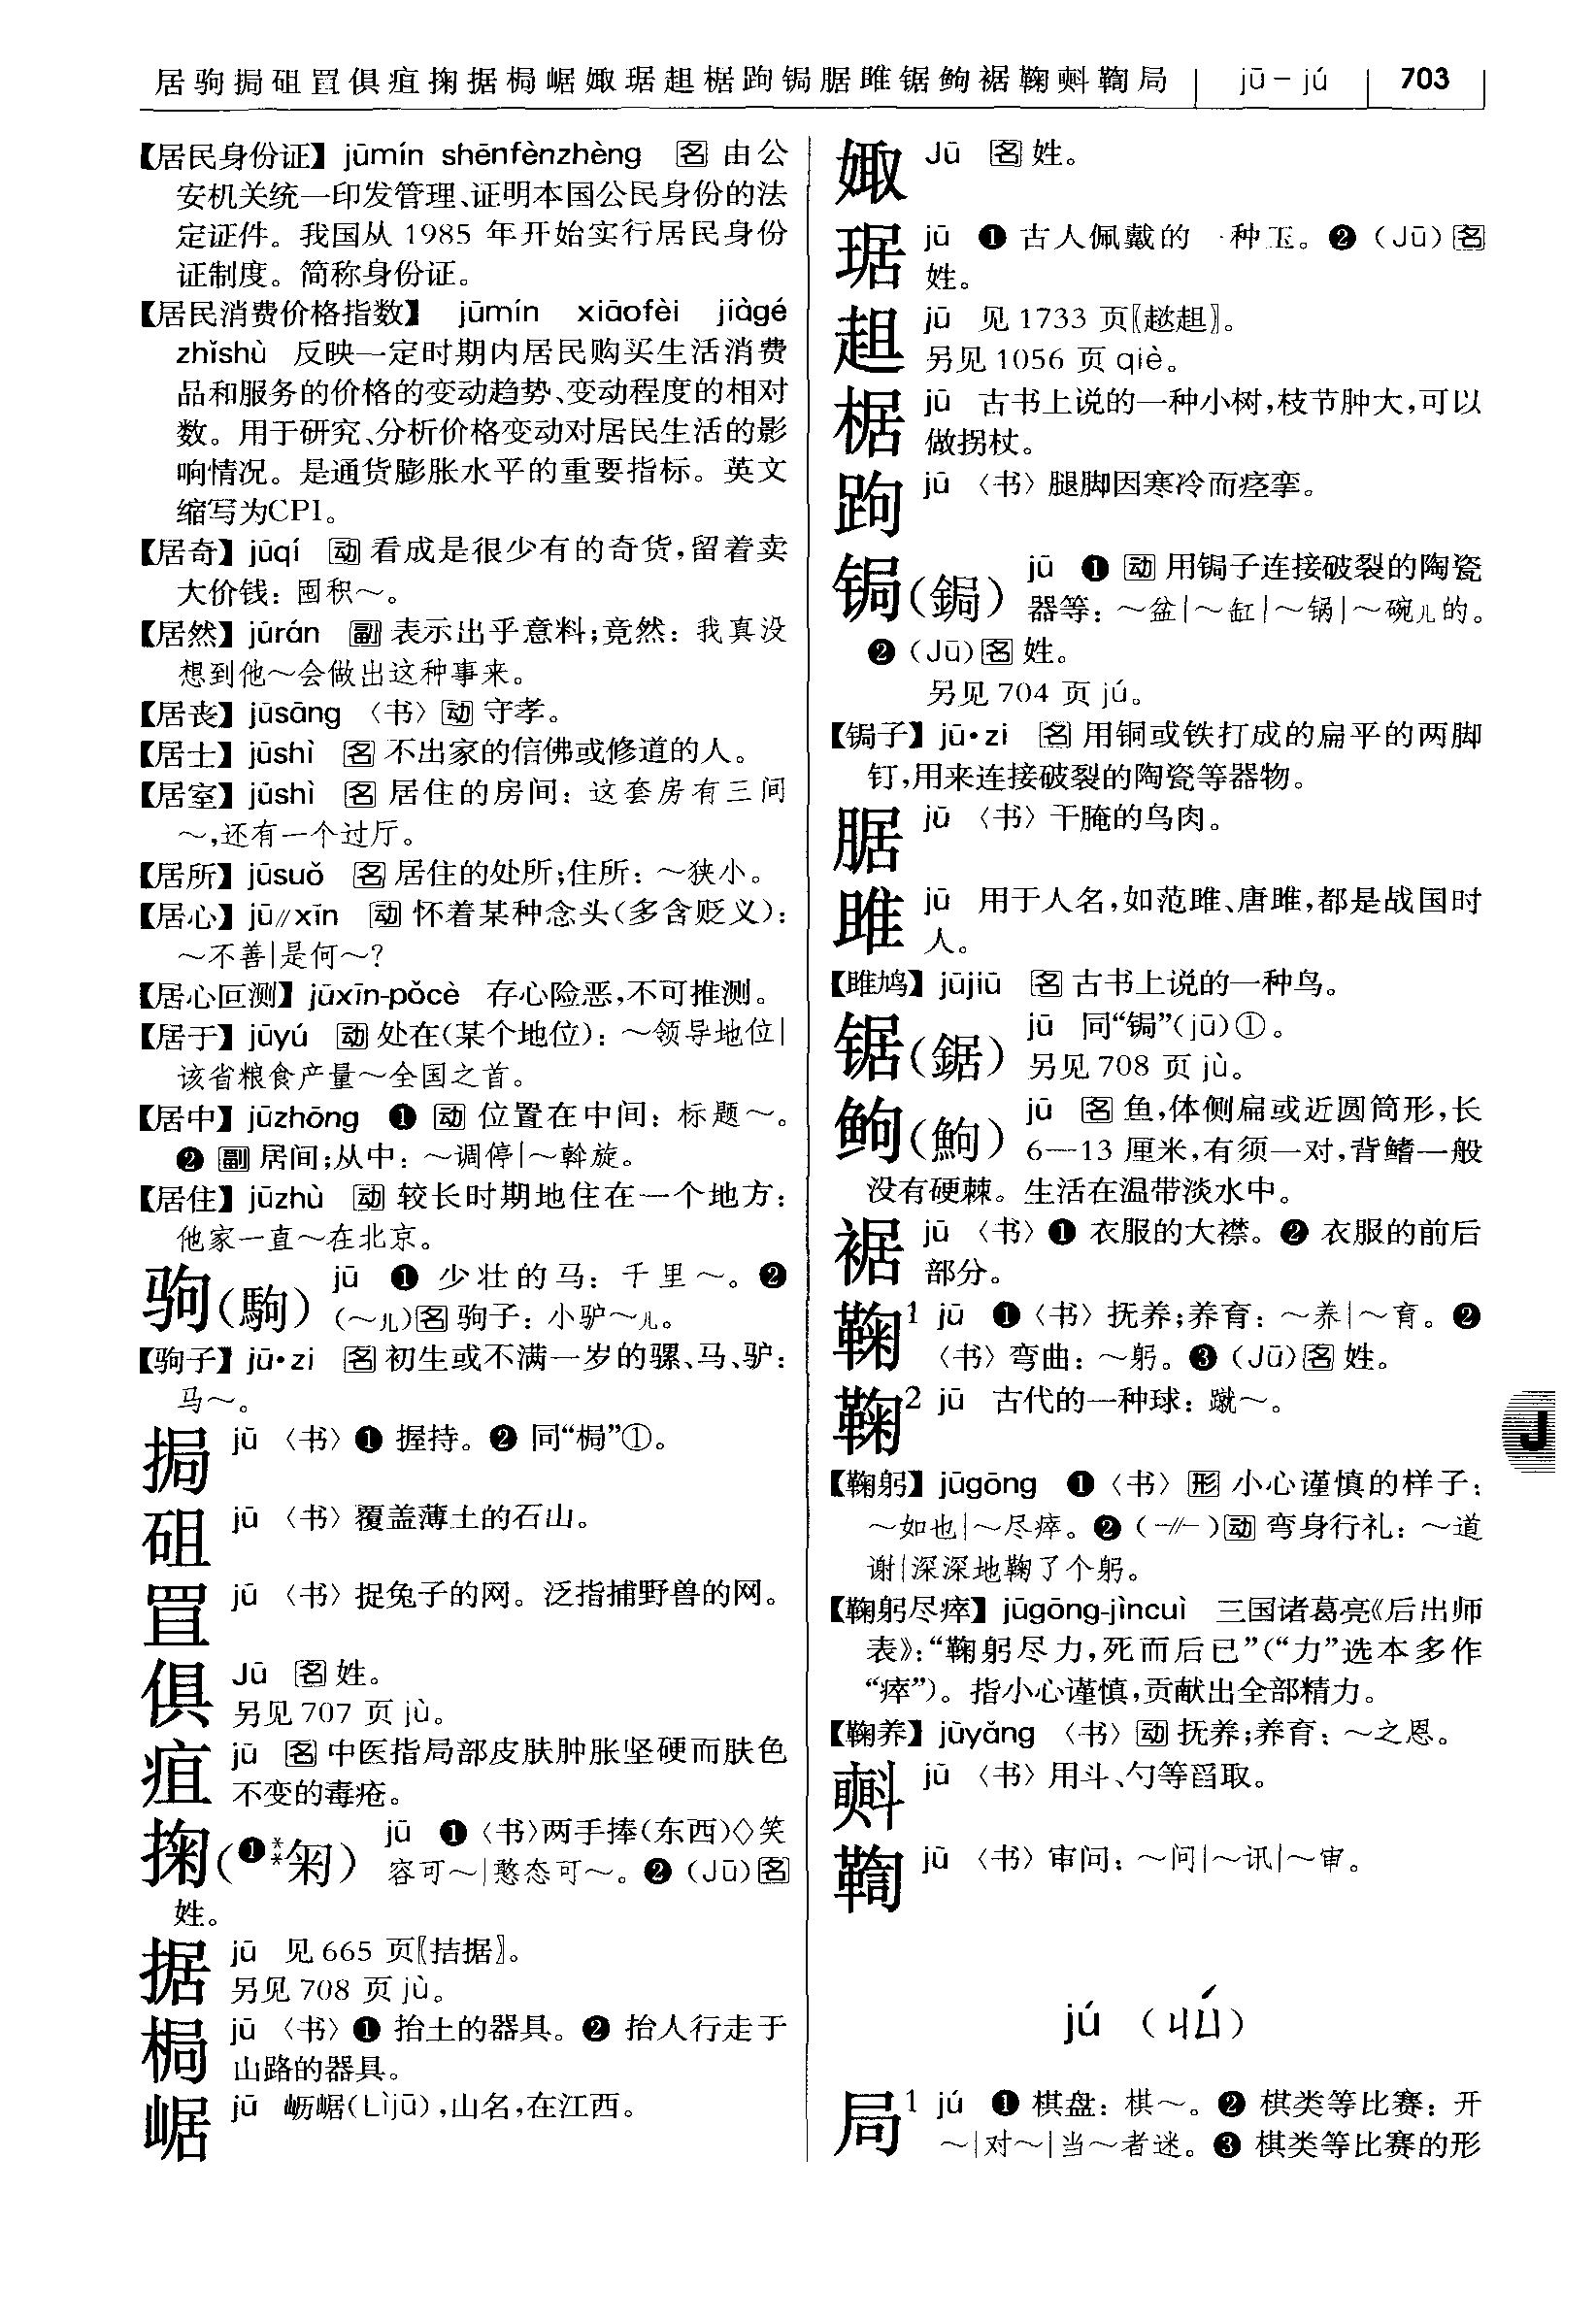 居驹挶砠罝俱疽掬据梮崌娵琚趄椐跔锔腒雎锯鮈裾鞠𣂪鞫局 jū－jú 703
【居民身份证】 jūmín shēnfènzhèng 名 由公
安机关统一印发管理、证明本国公民身份的法
定证件。我国从1985年开始实行居民身份
证制度。简称身份证。
【居民消费价格指数】 jūmín xiāofèi jiàgé
zhǐshù 反映一定时期内居民购买生活消费
品和服务的价格的变动趋势、变动程度的相对
数。用于研究、分析价格变动对居民生活的影
响情况。是通货膨胀水平的重要指标。英文
缩写为CPI。
【居奇】 jūqí 动 看成是很少有的奇货,留着卖
大价钱：囤积～。
【居然】 jūrán 副 表示出乎意料;竟然：我真没
想到他～会做出这种事来。
【居丧】 jūsāng 〈书〉动 守孝。
【居士】 jūshì 名 不出家的信佛或修道的人。
【居室】 jūshì 名 居住的房间：这套房有三间
～,还有一个过厅。
【居所】 jūsuǒ 名 居住的处所;住所：～狭小。
【居心】 jū∥xīn 动 怀着某种念头(多含贬义)：
～不善|是何～?
【居心叵测】 jūxīn-pǒcè 存心险恶,不可推测。
【居于】 jūyú 动 处在(某个地位)：～领导地位|
该省粮食产量～全国之首。
【居中】 jūzhōng ❶ 动 位置在中间：标题～。
❷ 副 居间;从中：～调停|～斡旋。
【居住】 jūzhù 动 较长时期地住在一个地方：
他家一直～在北京。
驹(駒) jū ❶ 少壮的马：千里～。❷
(～儿)名 驹子：小驴～儿。
【驹子】 jū·zi 名 初生或不满一岁的骡、马、驴：
马～。
挶 jū 〈书〉❶ 握持。❷ 同“梮”①。
砠 jū 〈书〉覆盖薄土的石山。
罝 jū 〈书〉捉兔子的网。泛指捕野兽的网。
俱 Jū 名 姓。
另见707页jù。
疽 jū 名 中医指局部皮肤肿胀坚硬而肤色
不变的毒疮。
掬(❶**匊) jū ❶〈书〉两手捧(东西)◇笑
容可～|憨态可～。❷（Jū）名
姓。
据 jū 见665页〖拮据〗。
另见708页jù。
梮 jū 〈书〉❶ 抬土的器具。❷ 抬人行走于
山路的器具。
崌 jū 岇崌(Lìjū),山名,在江西。
娵 Jū 名 姓。
琚 jū ❶ 古人佩戴的一种玉。❷（Jū）名
姓。
趄 jū 见1733页〖趑趄〗。
另见1056页qiè。
椐 jū 古书上说的一种小树,枝节肿大,可以
做拐杖。
跔 jū 〈书〉腿脚因寒冷而痉挛。
锔(鋦) jū ❶ 动 用锔子连接破裂的陶瓷
器等：～盆|～缸|～锅|～碗儿的。
❷（Jū）名 姓。
另见704页jú。
【锔子】 jū·zi 名 用铜或铁打成的扁平的两脚
钉,用来连接破裂的陶瓷等器物。
腒 jū 〈书〉干腌的鸟肉。
雎 jū 用于人名,如范雎、唐雎,都是战国时
人。
【雎鸠】 jūjiū 名 古书上说的一种鸟。
锯(鋸) jū 同“锔”(jū)①。
另见708页jù。
鮈(鮈) jū 名 鱼,体侧扁或近圆筒形,长
6—13厘米,有须一对,背鳍一般
没有硬棘。生活在温带淡水中。
裾 jū 〈书〉❶ 衣服的大襟。❷ 衣服的前后
部分。
鞠1 jū ❶〈书〉抚养;养育：～养|～育。❷
〈书〉弯曲：～躬。❸（Jū）名 姓。
鞠2 jū 古代的一种球：蹴～。
【鞠躬】 jūgōng ❶〈书〉形 小心谨慎的样子：
～如也|～尽瘁。❷（-∥-）动 弯身行礼：～道
谢|深深地鞠了个躬。
【鞠躬尽瘁】 jūgōng-jìncuì 三国诸葛亮《后出师
表》：“鞠躬尽力,死而后已”(“力”选本多作
“瘁”)。指小心谨慎,贡献出全部精力。
【鞠养】 jūyǎng 〈书〉动 抚养;养育：～之恩。
𣂪 jū 〈书〉用斗、勺等舀取。
鞫 jū 〈书〉审问：～问|～讯|～审。
J
jú （ㄐㄩˊ）
局1 jú ❶ 棋盘：棋～。❷ 棋类等比赛：开
～|对～|当～者迷。❸ 棋类等比赛的形